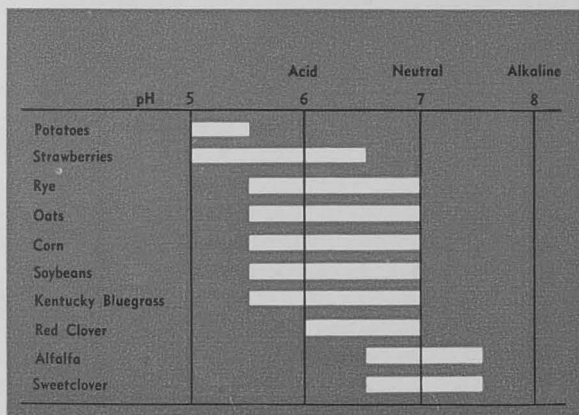 Acid Neutral Alkaline
pH 5 6 7 8
Potatoes
Strawberries
Rye
Oats
Corn
Soybeans
Kentucky Bluegrass
Red Clover
Alfalfa
Sweetclover